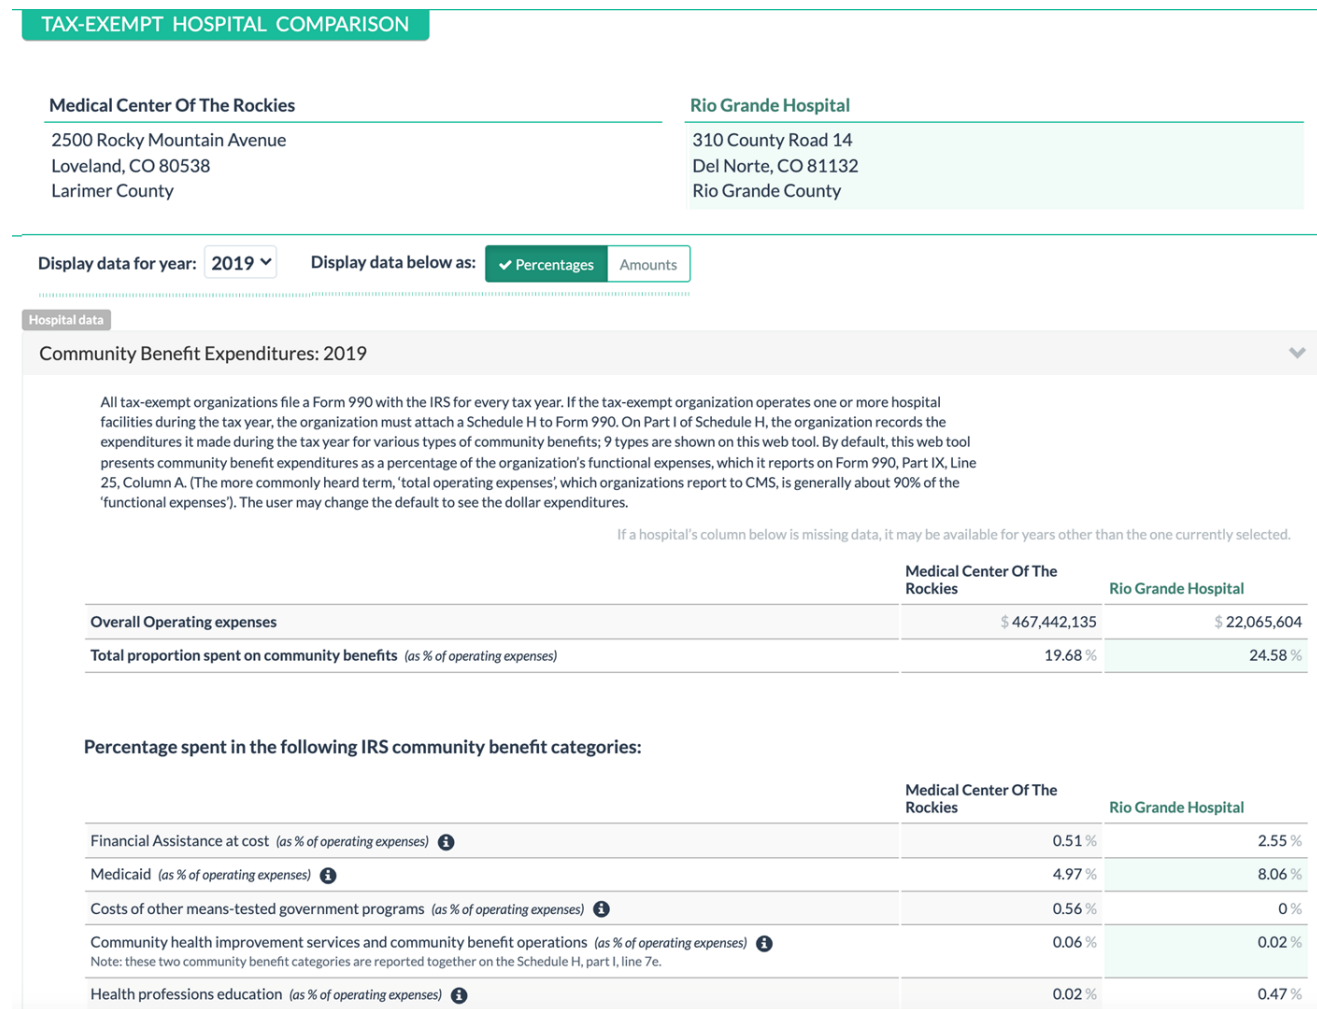 TAX-EXEMPT HOSPITAL COMPARISON
Medical Center Of The Rockies
2500 Rocky Mountain Avenue
Loveland, CO 80538
Larimer County
Rio Grande Hospital
310 County Road 14
Del Norte, CO 81132
Rio Grande County
Display data for year: 2019 Display data below as: Percentages Amounts
Hospital data
Community Benefit Expenditures: 2019
All tax-exempt organizations file a Form 990 with the IRS for every tax year. If the tax-exempt organization operates one or more hospital
facilities during the tax year, the organization must attach a Schedule H to Form 990. On Part I of Schedule H, the organization records the
expenditures it made during the tax year for various types of community benefits; 9 types are shown on this web tool. By default, this web tool
presents community benefit expenditures as a percentage of the organization's functional expenses, which it reports on Form 990, Part IX, Line
25, Column A. (The more commonly heard term, 'total operating expenses', which organizations report to CMS, is generally about 90% of the
'functional expenses'). The user may change the default to see the dollar expenditures.
If a hospital's column below is missing data, it may be available for years other than the one currently selected.
Medical Center Of The
Rockies
Rio Grande Hospital
Overall Operating expenses $ 467,442,135 $ 22,065,604
Total proportion spent on community benefits (as % of operating expenses) 19.68 % 24.58 %
Percentage spent in the following IRS community benefit categories:
Medical Center Of The
Rockies
Rio Grande Hospital
Financial Assistance at cost (as % of operating expenses) 0.51 % 2.55 %
Medicaid (as % of operating expenses) 4.97 % 8.06 %
Costs of other means-tested government programs (as % of operating expenses) 0.56 % 0 %
Community health improvement services and community benefit operations (as % of operating expenses) 0.06 % 0.02 %
Note: these two community benefit categories are reported together on the Schedule H, part I, line 7e.
Health professions education (as % of operating expenses) 0.02 % 0.47 %